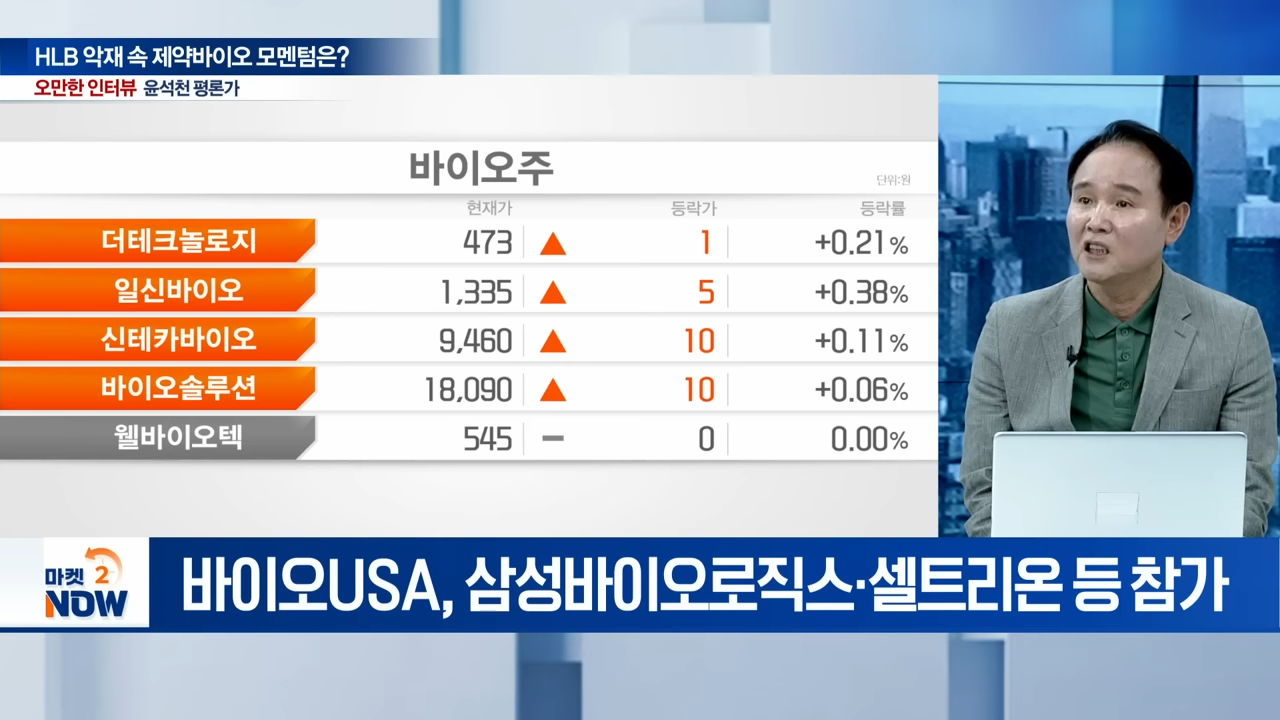 HLB 악재 속 제약바이오 모멘텀은?
오만한 인터뷰 윤석천 평론가
바이오주
단위:원
현재가 등락가 등락률
더테크놀로지 473 ▲ 1 +0.21%
일신바이오 1,335 ▲ 5 +0.38%
신테카바이오 9,460 ▲ 10 +0.11%
바이오솔루션 18,090 ▲ 10 +0.06%
웰바이오텍 545 - 0 0.00%
마켓 2
NOW
바이오USA, 삼성바이오로직스·셀트리온 등 참가